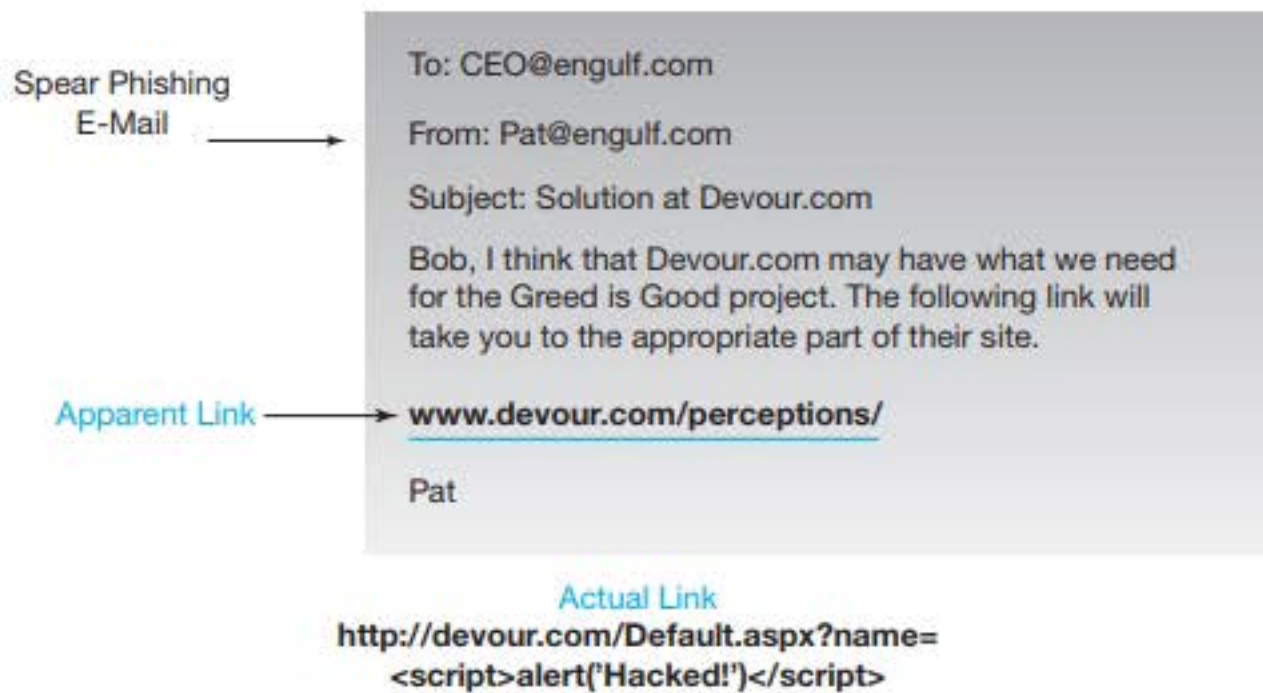 Spear Phishing
E-Mail
To: CEO@engulf.com
From: Pat@engulf.com
Subject: Solution at Devour.com
Bob, I think that Devour.com may have what we need
for the Greed is Good project. The following link will
take you to the appropriate part of their site.
Apparent Link
www.devour.com/perceptions/
Pat
Actual Link
http://devour.com/Default.aspx?name=
<script>alert('Hacked!')</script>